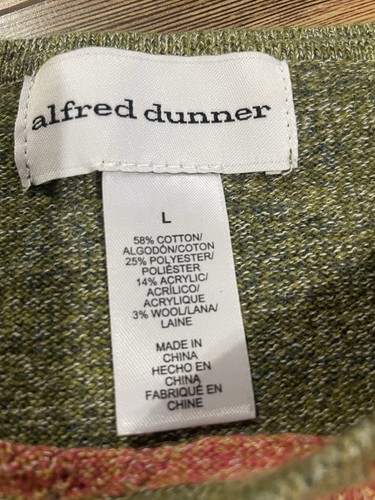 alfred dunner
L
58% COTTON/
ALGODÓN/COTON
25% POLYESTER/
POLIÉSTER
14% ACRYLIC/
ACRÍLICO/
ACRYLIQUE
3% WOOL/LANA/
LAINE
MADE IN
CHINA
HECHO EN
CHINA
FABRIQUÉ EN
CHINE